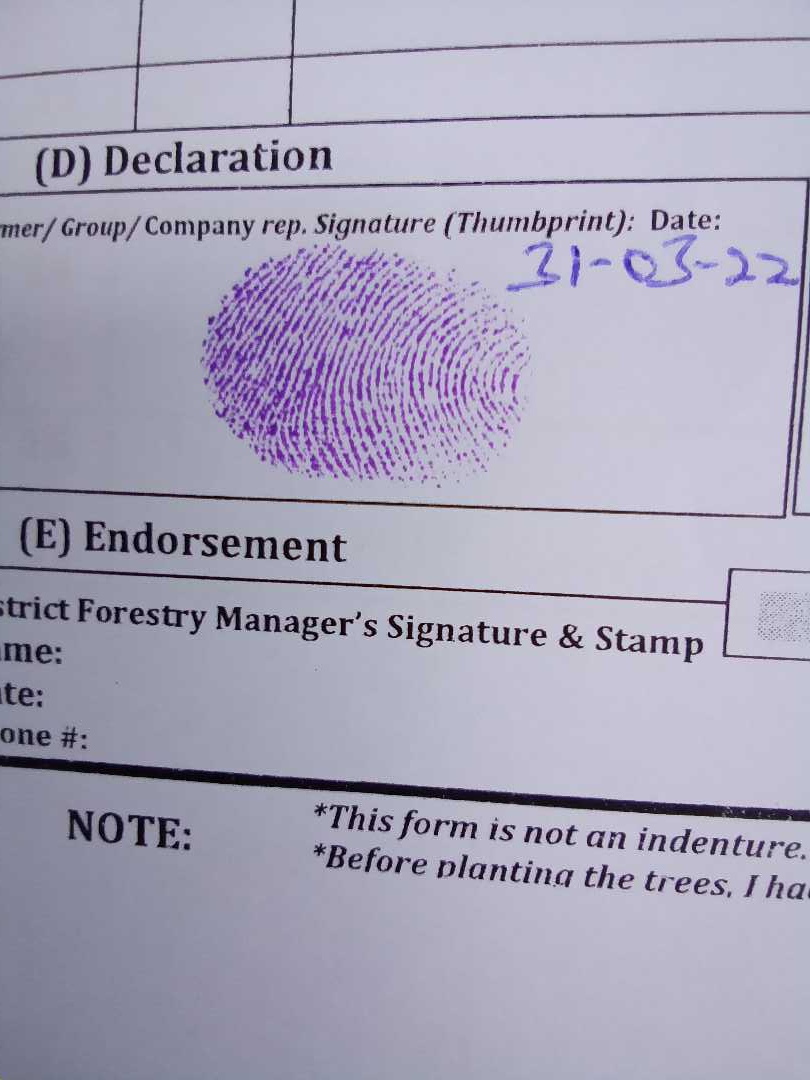 (D) Declaration
mer/ Group/ Company rep. Signature (Thumbprint): Date:
31-03-22
(E) Endorsement
strict Forestry Manager's Signature & Stamp
me:
te:
one #:
NOTE:
*This form is not an indenture.
*Before planting the trees, I ha